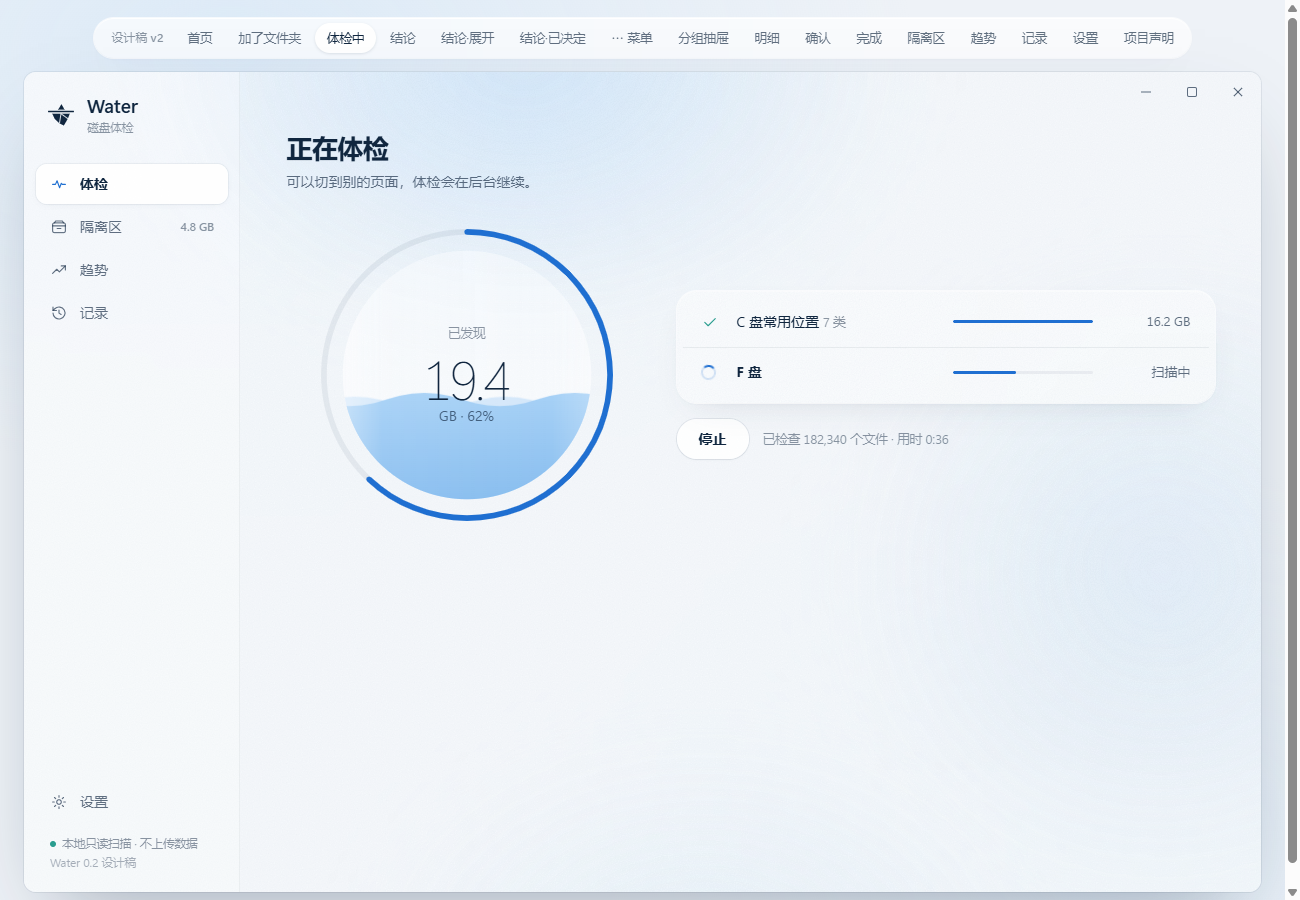 设计稿 v2 首页 加了文件夹 体检中 结论 结论·展开 结论·已决定 ··· 菜单 分组抽屉 明细 确认 完成 隔离区 趋势 记录 设置 项目声明
Water
磁盘体检
体检
隔离区 4.8 GB
趋势
记录
设置
本地只读扫描 · 不上传数据
Water 0.2 设计稿
正在体检
可以切到别的页面，体检会在后台继续。
已发现
19.4
GB · 62%
C 盘常用位置 7 类 16.2 GB
F 盘 扫描中
停止 已检查 182,340 个文件 · 用时 0:36